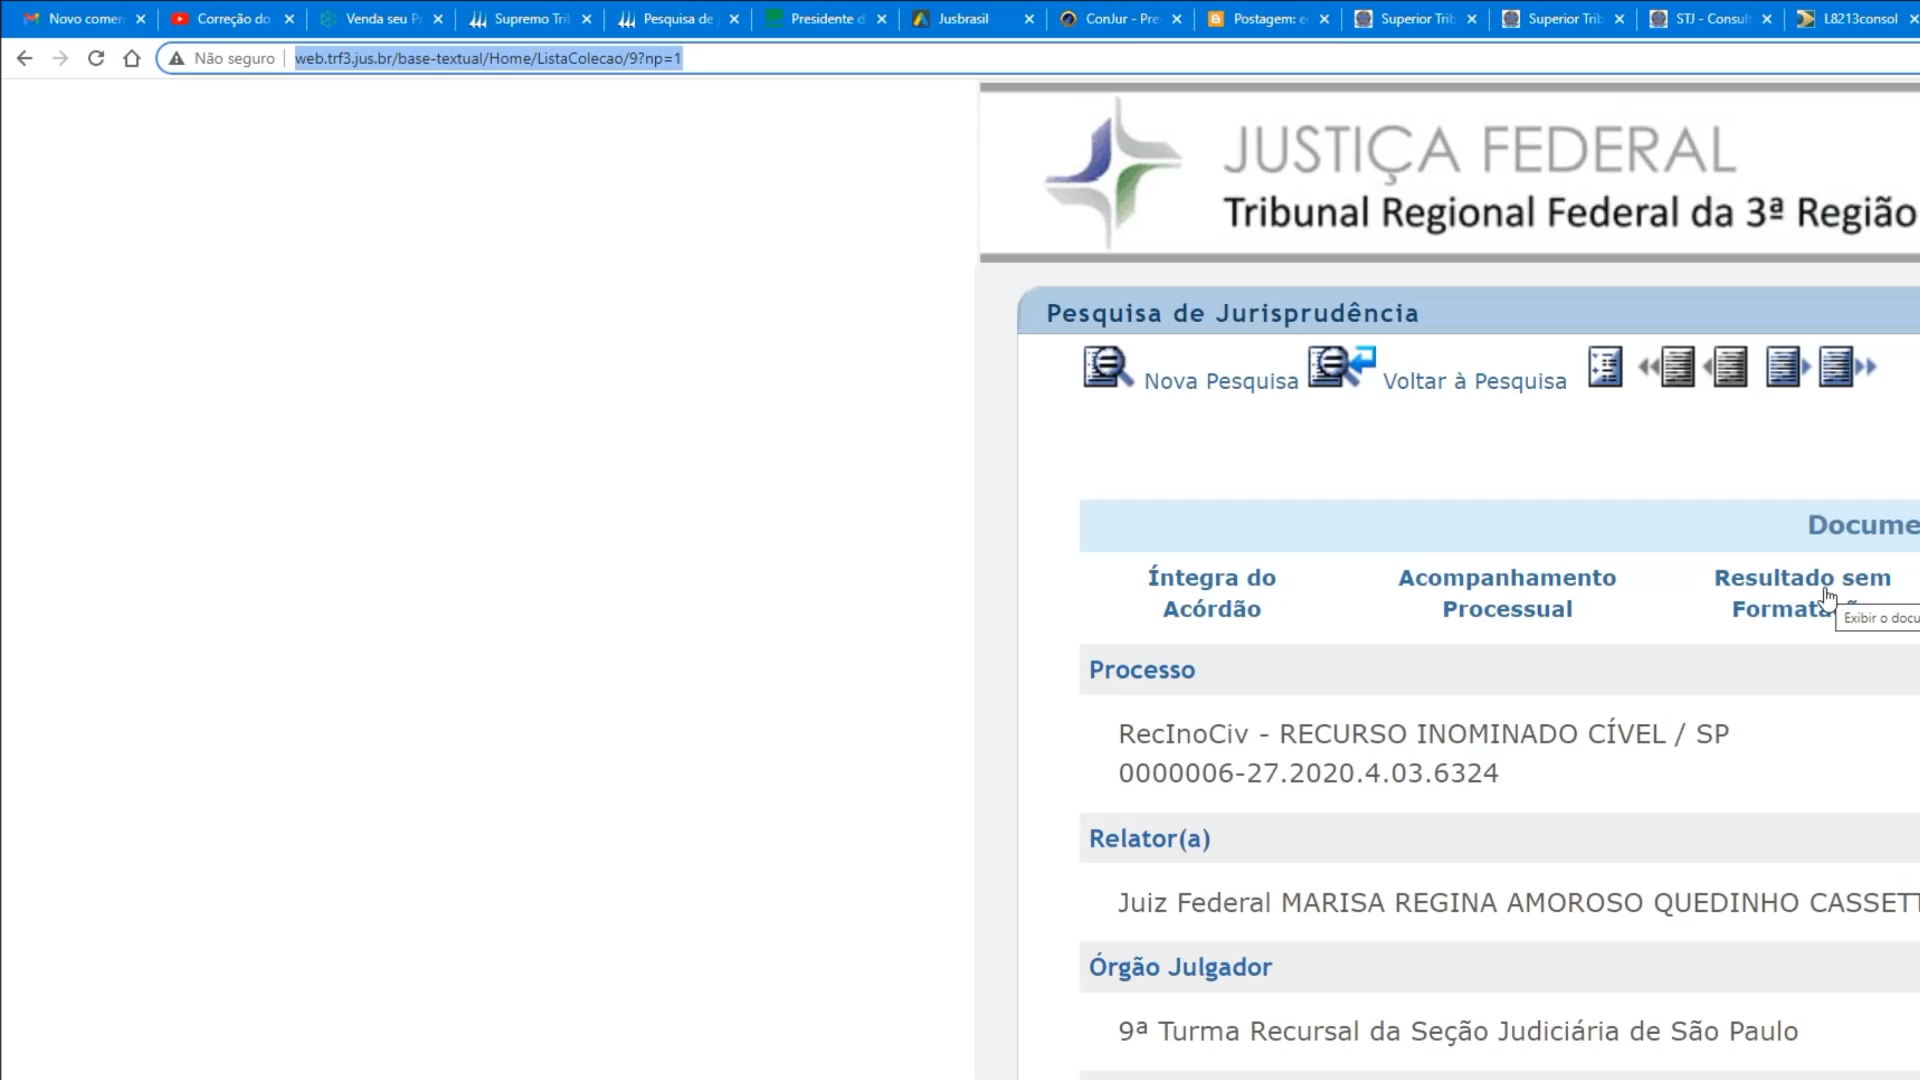 Novo comen
Correção do
Venda seu P
Supremo Tri
Pesquisa de
Presidente d
Jusbrasil
ConJur - Pre
Postagem: e
Superior Trib
Superior Trib
STJ - Consul
L8213consol
Não seguro
web.trf3.jus.br/base-textual/Home/ListaColecao/9?np=1
JUSTIÇA FEDERAL
Tribunal Regional Federal da 3ª Região
Pesquisa de Jurisprudência
Nova Pesquisa
Voltar à Pesquisa
Docume
Íntegra do Acórdão
Acompanhamento Processual
Resultado sem
Formata
Exibir o docu
Processo
RecInoCiv - RECURSO INOMINADO CÍVEL / SP
0000006-27.2020.4.03.6324
Relator(a)
Juiz Federal MARISA REGINA AMOROSO QUEDINHO CASSETT
Órgão Julgador
9ª Turma Recursal da Seção Judiciária de São Paulo